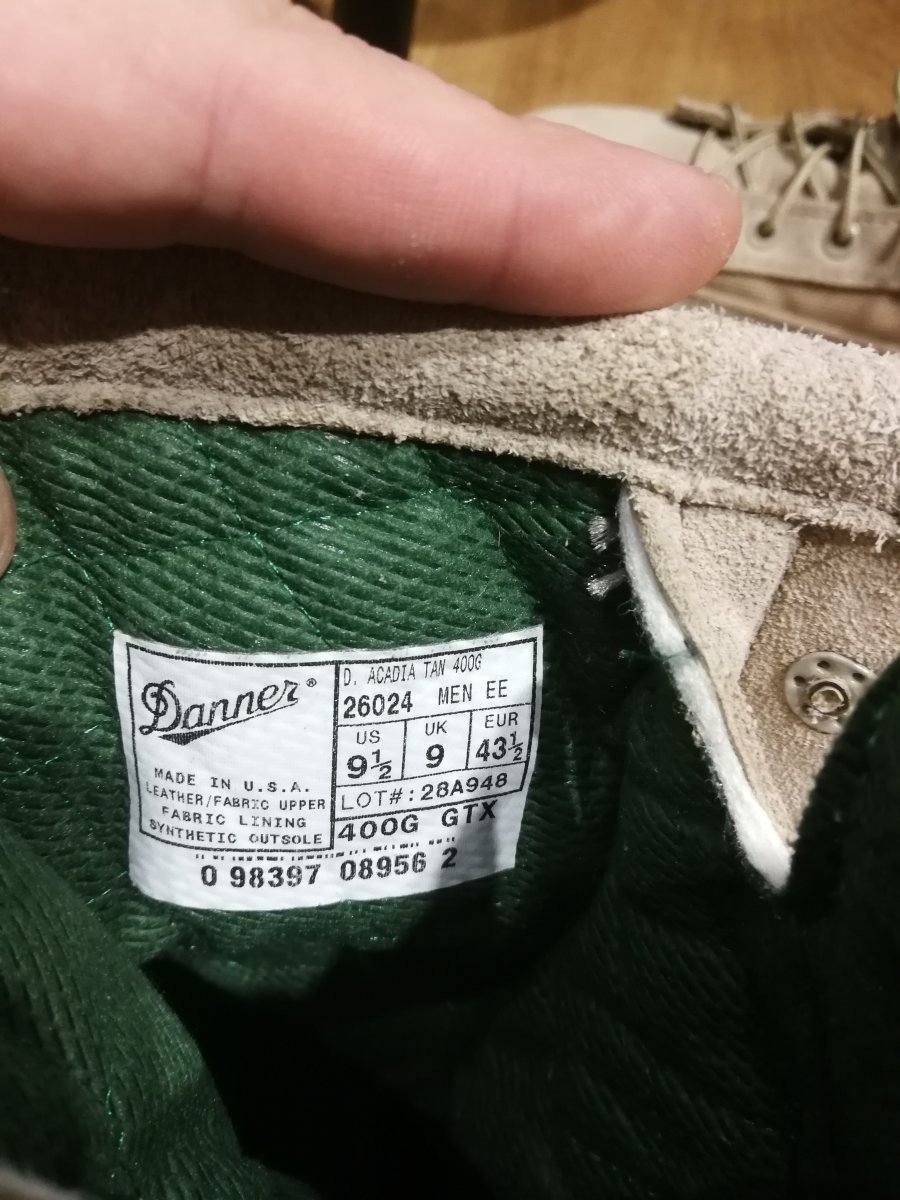 Danner®
MADE IN U.S.A.
LEATHER/FABRIC UPPER
FABRIC LINING
SYNTHETIC OUTSOLE
D. ACADIA TAN 400G
26024 MEN EE
US UK EUR
9½ 9 43½
LOT#: 28A948
400G GTX
0 98397 08956 2